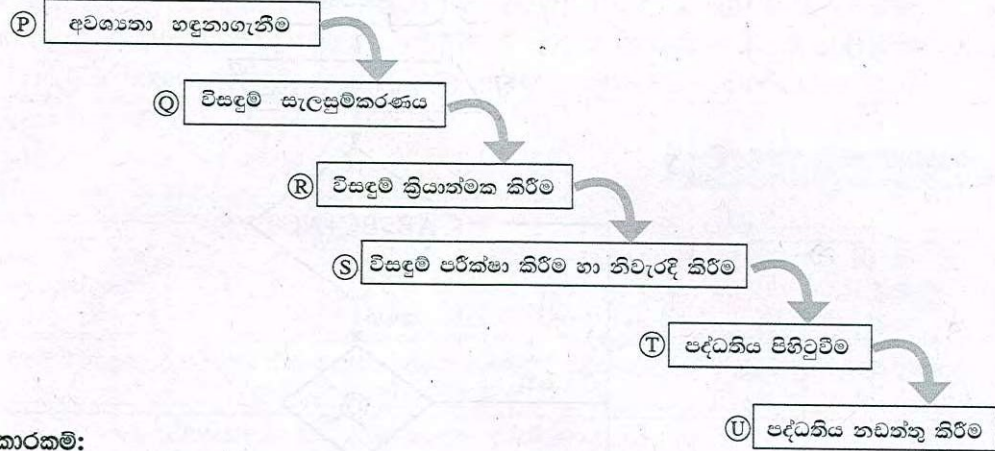 Ⓟ අවශ්‍යතා හඳුනාගැනීම
Ⓠ විසඳුම් සැලසුම්කරණය
Ⓡ විසඳුම් ක්‍රියාත්මක කිරීම
Ⓢ විසඳුම් පරීක්ෂා කිරීම හා නිවැරදි කිරීම
Ⓣ පද්ධතිය පිහිටුවීම
Ⓤ පද්ධතිය නඩත්තු කිරීම
කාරකම්: